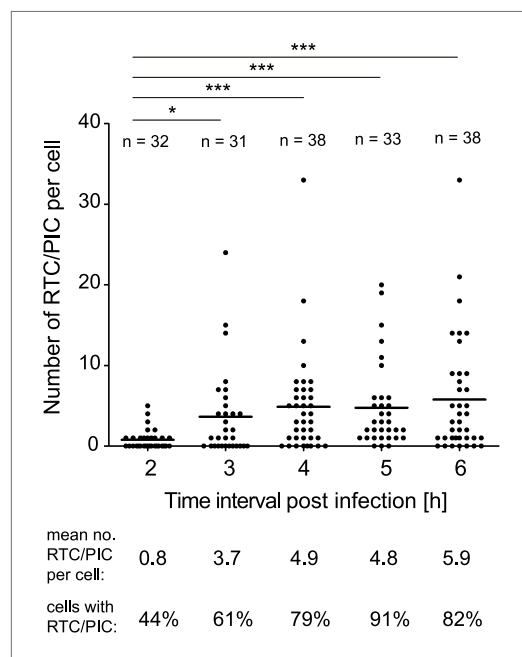 ***
***
***
*
40
n = 32 n = 31 n = 38 n = 33 n = 38
30
20
10
0
Number of RTC/PIC per cell
2 3 4 5 6
Time interval post infection [h]
mean no.
RTC/PIC
per cell:
0.8 3.7 4.9 4.8 5.9
cells with
RTC/PIC:
44% 61% 79% 91% 82%